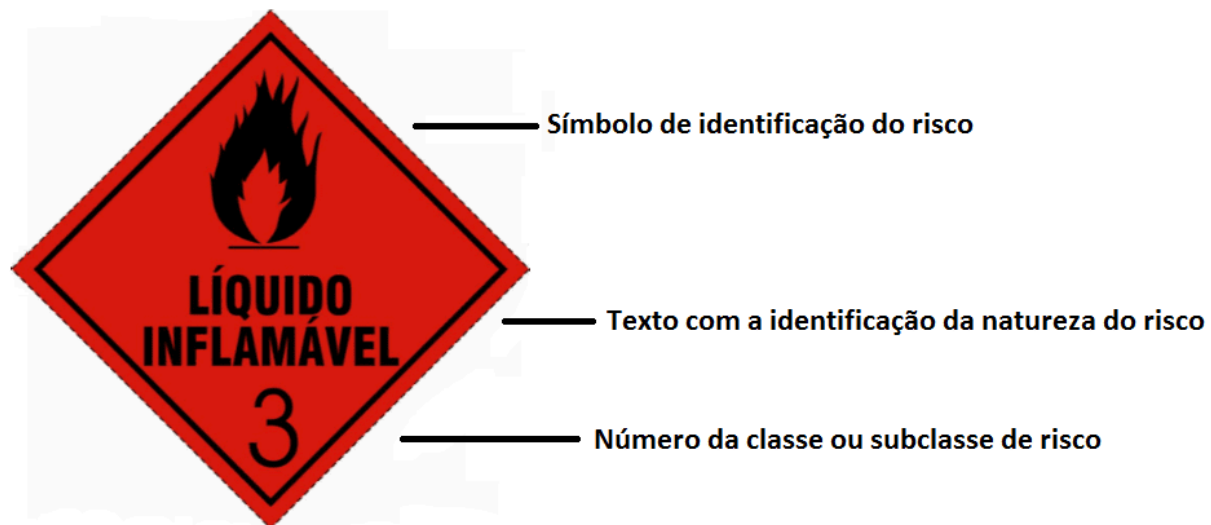 Símbolo de identificação do risco
LÍQUIDO
INFLAMÁVEL
Texto com a identificação da natureza do risco
3
Número da classe ou subclasse de risco